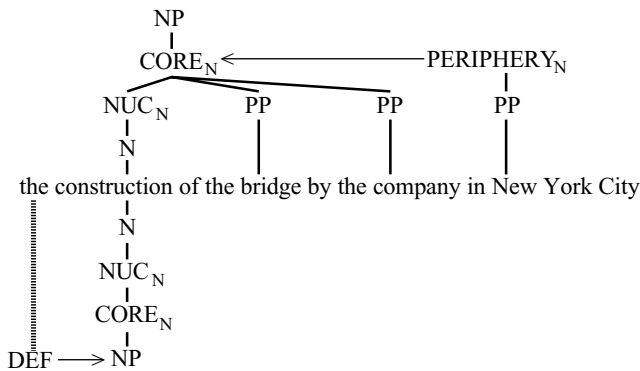 NP
CORE_N PERIPHERY_N
NUC_N PP PP PP
N
the construction of the bridge by the company in New York City
N
NUC_N
CORE_N
DEF NP